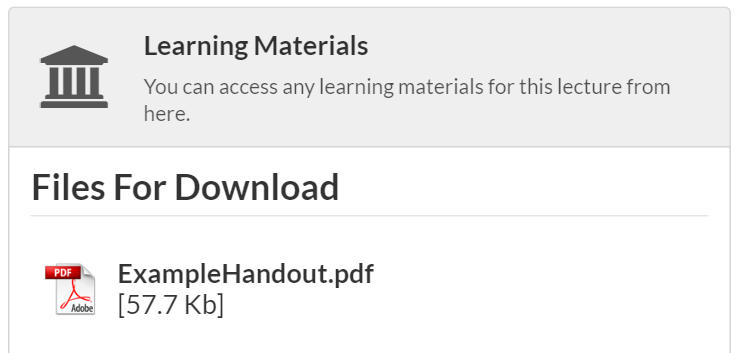 Learning Materials
You can access any learning materials for this lecture from
here.
Files For Download
PDF
Adobe
ExampleHandout.pdf
[57.7 Kb]